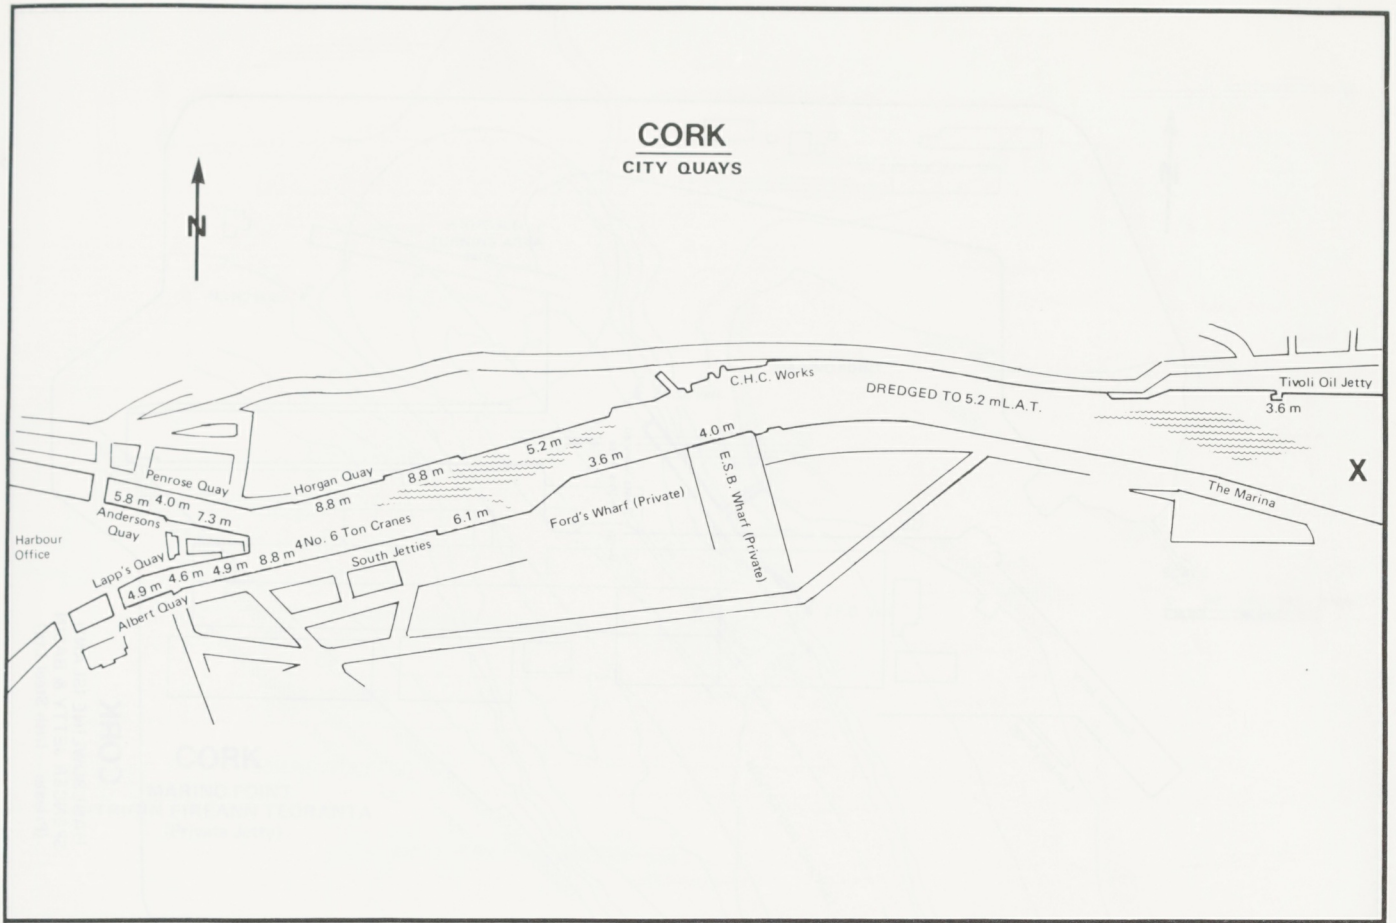 CORK
CITY QUAYS
N
C.H.C. Works
DREDGED TO 5.2 mL.A.T.
Tivoli Oil Jetty
3.6 m
X
The Marina
4.0 m
E.S.B. Wharf (Private)
5.2 m
3.6 m
Ford's Wharf (Private)
Horgan Quay
8.8 m
8.8 m
6.1 m
4 No. 6 Ton Cranes
South Jetties
Penrose Quay
5.8 m 4.0 m
7.3 m
Andersons
Quay
Harbour
Office
Lapp's Quay
4.9 m 4.6 m 4.9 m 8.8 m
Albert Quay